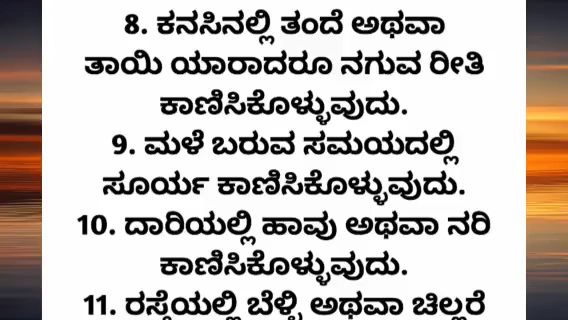 8. ಕನಸಿನಲ್ಲಿ ತಂದೆ ಅಥವಾ
ತಾಯಿ ಯಾರಾದರೂ ನಗುವ ರೀತಿ
ಕಾಣಿಸಿಕೊಳ್ಳುವುದು.
9. ಮಳೆ ಬರುವ ಸಮಯದಲ್ಲಿ
ಸೂರ್ಯ ಕಾಣಿಸಿಕೊಳ್ಳುವುದು.
10. ದಾರಿಯಲ್ಲಿ ಹಾವು ಅಥವಾ ನರಿ
ಕಾಣಿಸಿಕೊಳ್ಳುವುದು.
11. ರಸ್ತೆಯಲ್ಲಿ ಬೆಳ್ಳಿ ಅಥವಾ ಚಿಲ್ಲರೆ